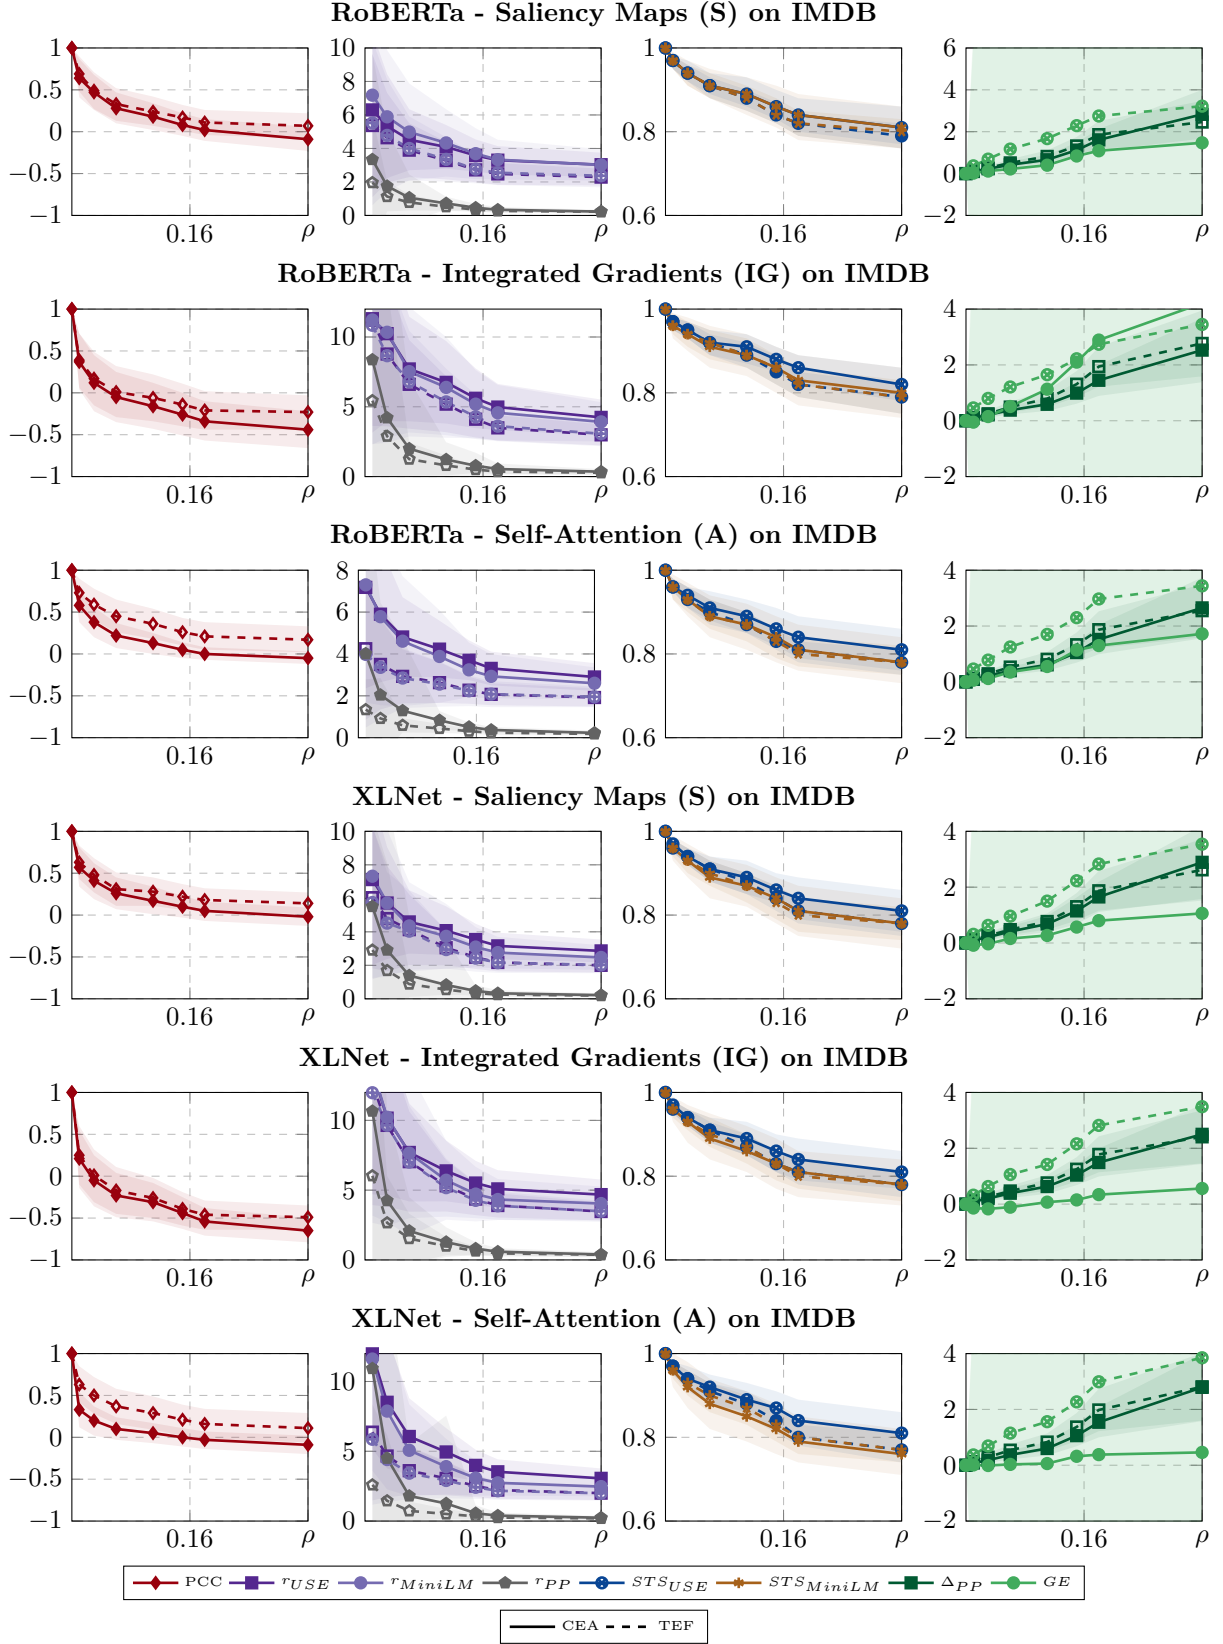 RoBERTa - Saliency Maps (S) on IMDB
1 0.5 0 −0.5 −1 0.16 ρ
10 8 6 4 2 0 0.16 ρ
1 0.8 0.6 0.16 ρ
6 4 2 0 −2 0.16 ρ
RoBERTa - Integrated Gradients (IG) on IMDB
1 0.5 0 −0.5 −1 0.16 ρ
10 5 0 0.16 ρ
1 0.8 0.6 0.16 ρ
4 2 0 −2 0.16 ρ
RoBERTa - Self-Attention (A) on IMDB
1 0.5 0 −0.5 −1 0.16 ρ
8 6 4 2 0 0.16 ρ
1 0.8 0.6 0.16 ρ
4 2 0 −2 0.16 ρ
XLNet - Saliency Maps (S) on IMDB
1 0.5 0 −0.5 −1 0.16 ρ
10 8 6 4 2 0 0.16 ρ
1 0.8 0.6 0.16 ρ
4 2 0 −2 0.16 ρ
XLNet - Integrated Gradients (IG) on IMDB
1 0.5 0 −0.5 −1 0.16 ρ
10 5 0 0.16 ρ
1 0.8 0.6 0.16 ρ
4 2 0 −2 0.16 ρ
XLNet - Self-Attention (A) on IMDB
1 0.5 0 −0.5 −1 0.16 ρ
10 5 0 0.16 ρ
1 0.8 0.6 0.16 ρ
4 2 0 −2 0.16 ρ
PCC r_USE r_MiniLM r_PP STS_USE STS_MiniLM Δ_PP GE
CEA TEF